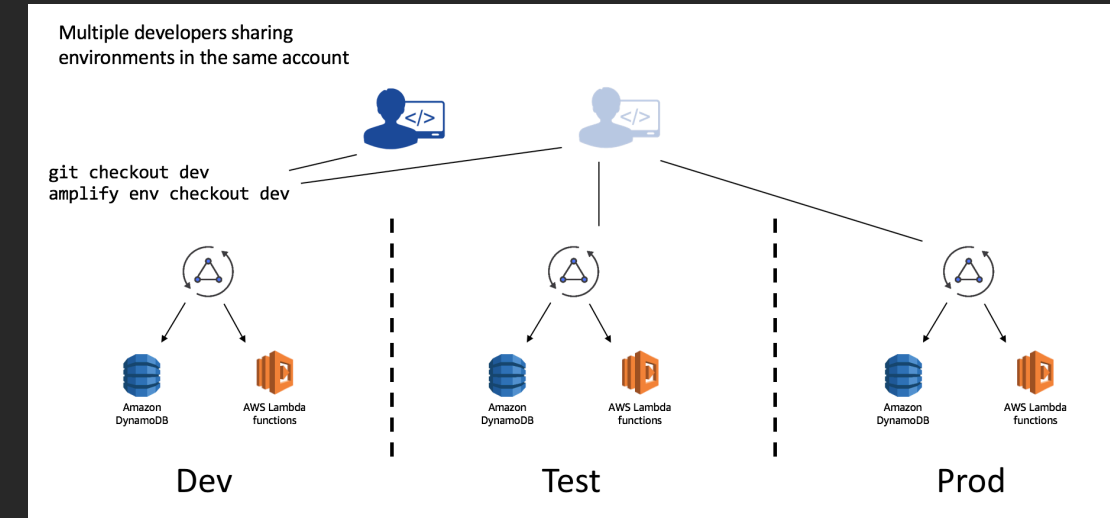 Multiple developers sharing
environments in the same account
</>
</>
git checkout dev
amplify env checkout dev
Amazon
DynamoDB
AWS Lambda
functions
Amazon
DynamoDB
AWS Lambda
functions
Amazon
DynamoDB
AWS Lambda
functions
Dev
Test
Prod